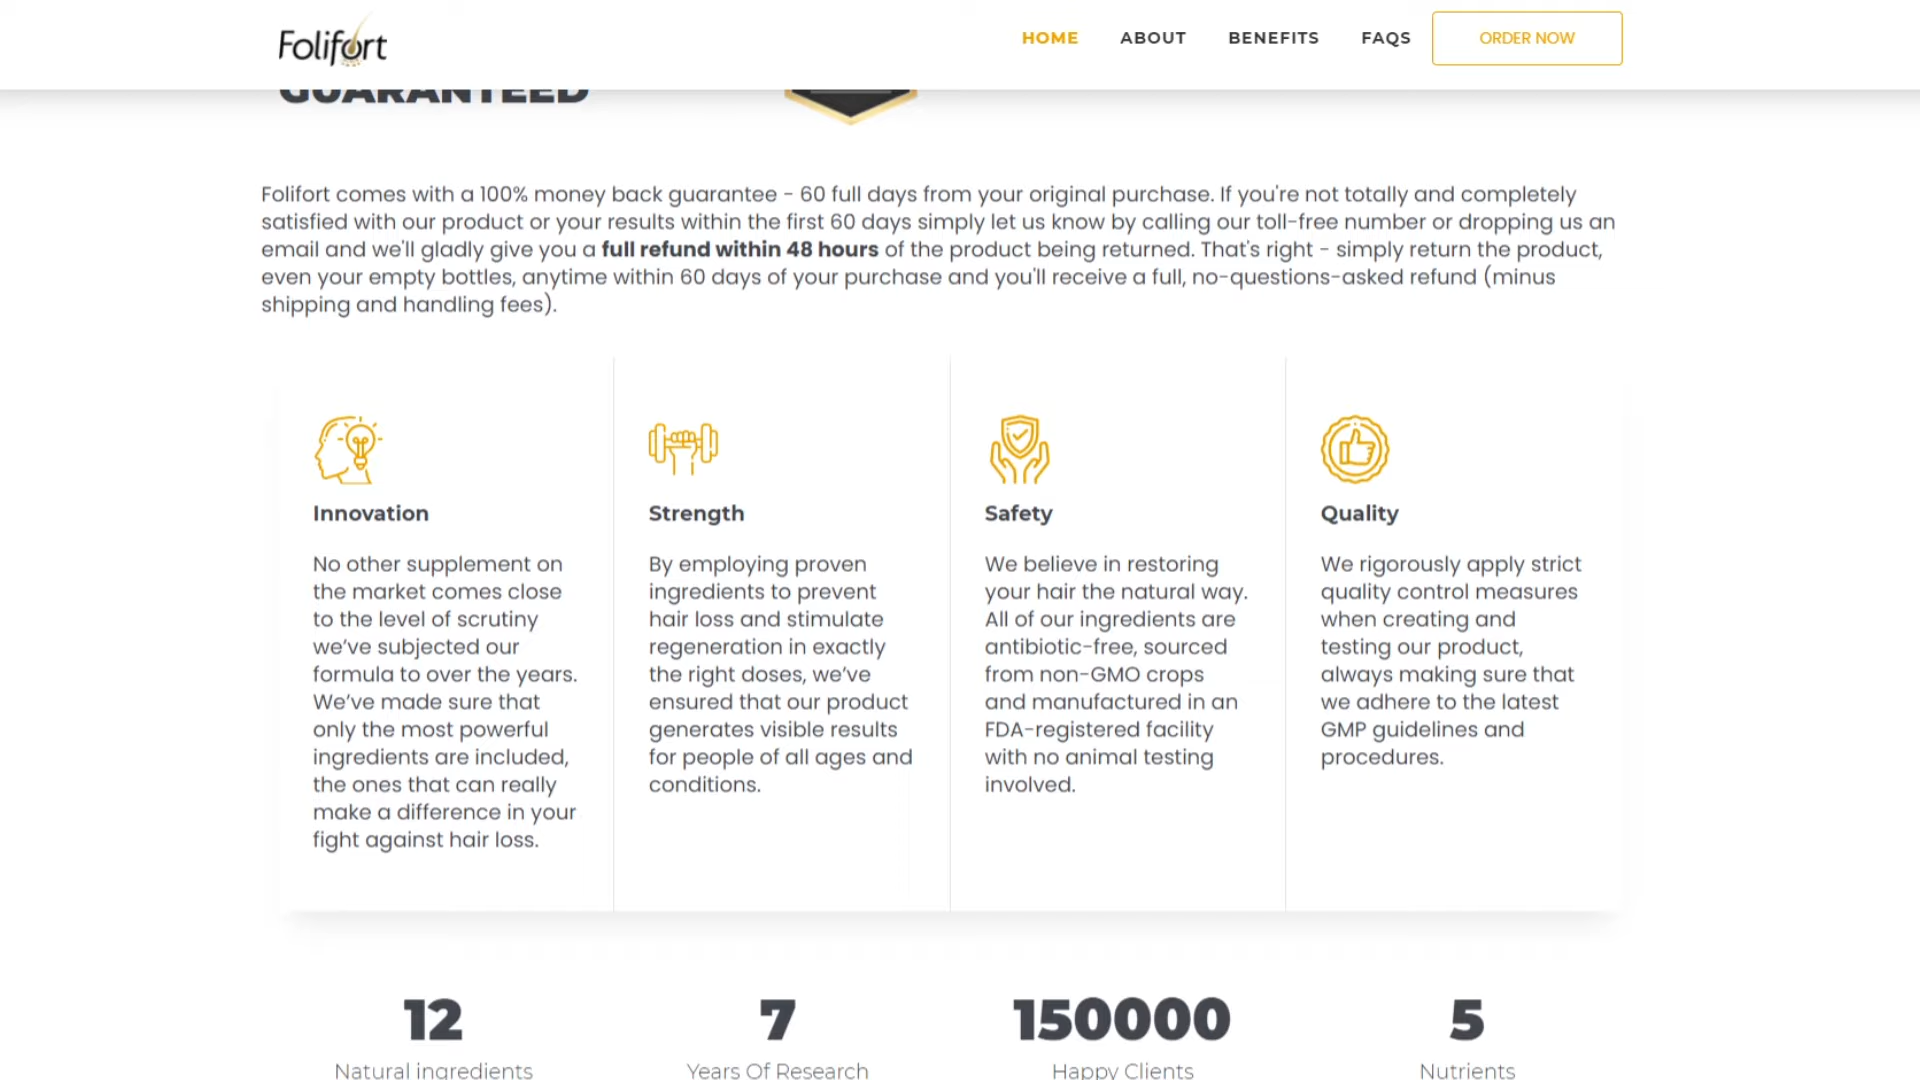 Folifort
HOME
ABOUT
BENEFITS
FAQS
ORDER NOW
GUARANTEED
Folifort comes with a 100% money back guarantee - 60 full days from your original purchase. If you're not totally and completely
satisfied with our product or your results within the first 60 days simply let us know by calling our toll-free number or dropping us an
email and we'll gladly give you a full refund within 48 hours of the product being returned. That's right - simply return the product,
even your empty bottles, anytime within 60 days of your purchase and you'll receive a full, no-questions-asked refund (minus
shipping and handling fees).
Innovation
No other supplement on
the market comes close
to the level of scrutiny
we've subjected our
formula to over the years.
We've made sure that
only the most powerful
ingredients are included,
the ones that can really
make a difference in your
fight against hair loss.
Strength
By employing proven
ingredients to prevent
hair loss and stimulate
regeneration in exactly
the right doses, we've
ensured that our product
generates visible results
for people of all ages and
conditions.
Safety
We believe in restoring
your hair the natural way.
All of our ingredients are
antibiotic-free, sourced
from non-GMO crops
and manufactured in an
FDA-registered facility
with no animal testing
involved.
Quality
We rigorously apply strict
quality control measures
when creating and
testing our product,
always making sure that
we adhere to the latest
GMP guidelines and
procedures.
12
Natural ingredients
7
Years Of Research
150000
Happy Clients
5
Nutrients